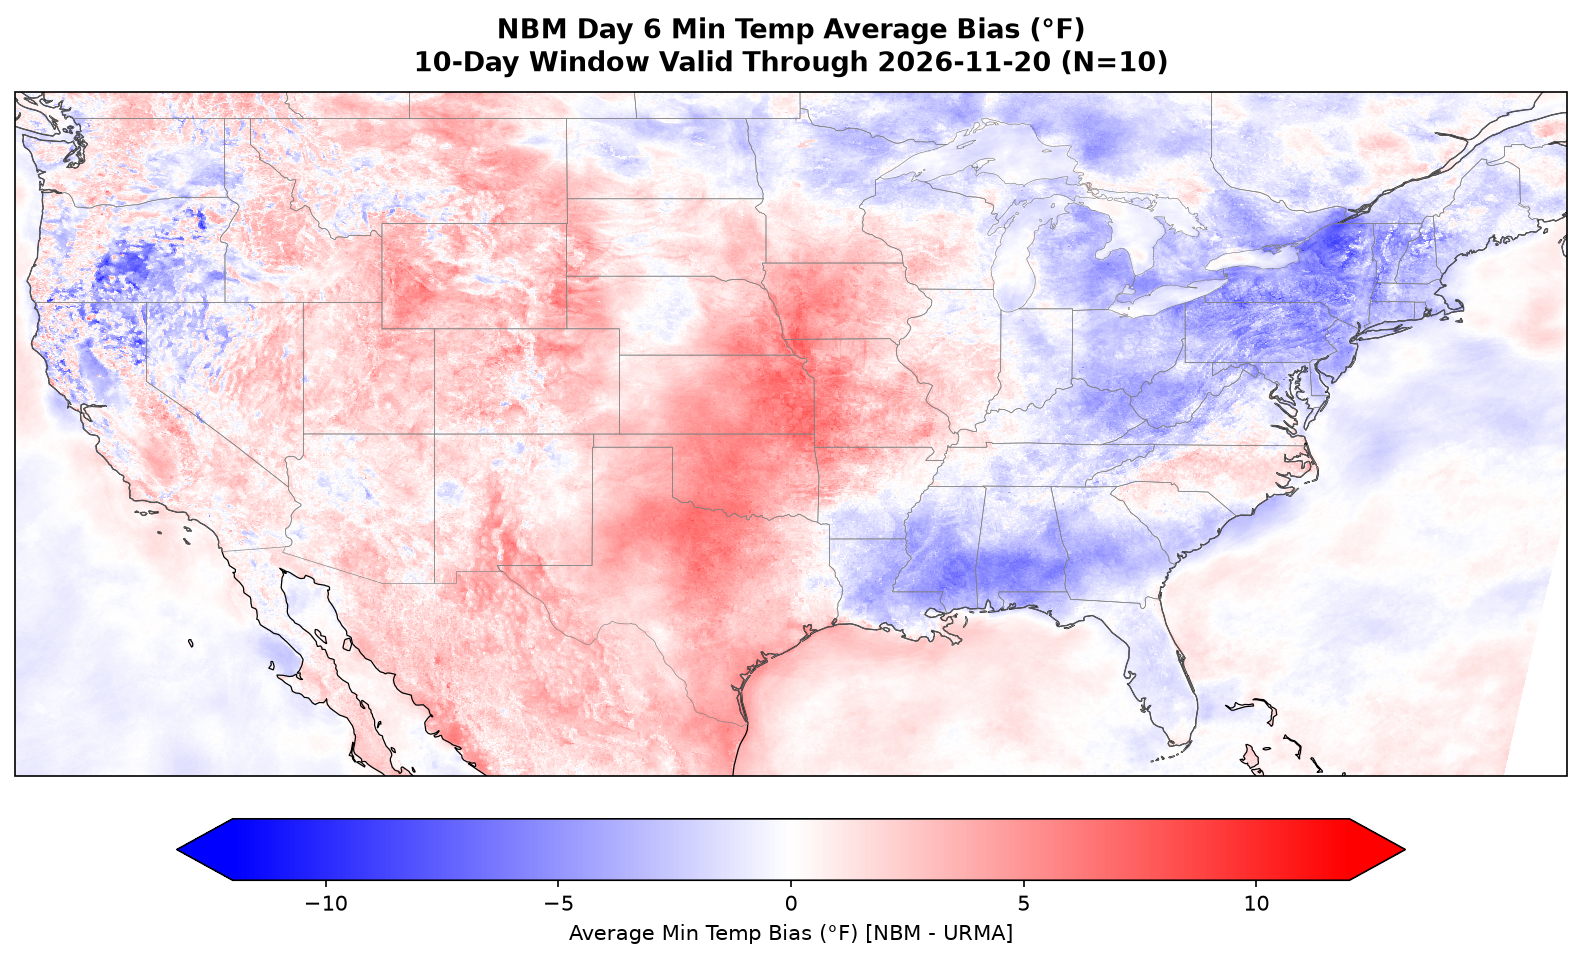 NBM Day 6 Min Temp Average Bias (°F)
10-Day Window Valid Through 2026-11-20 (N=10)
−10 −5 0 5 10
Average Min Temp Bias (°F) [NBM - URMA]